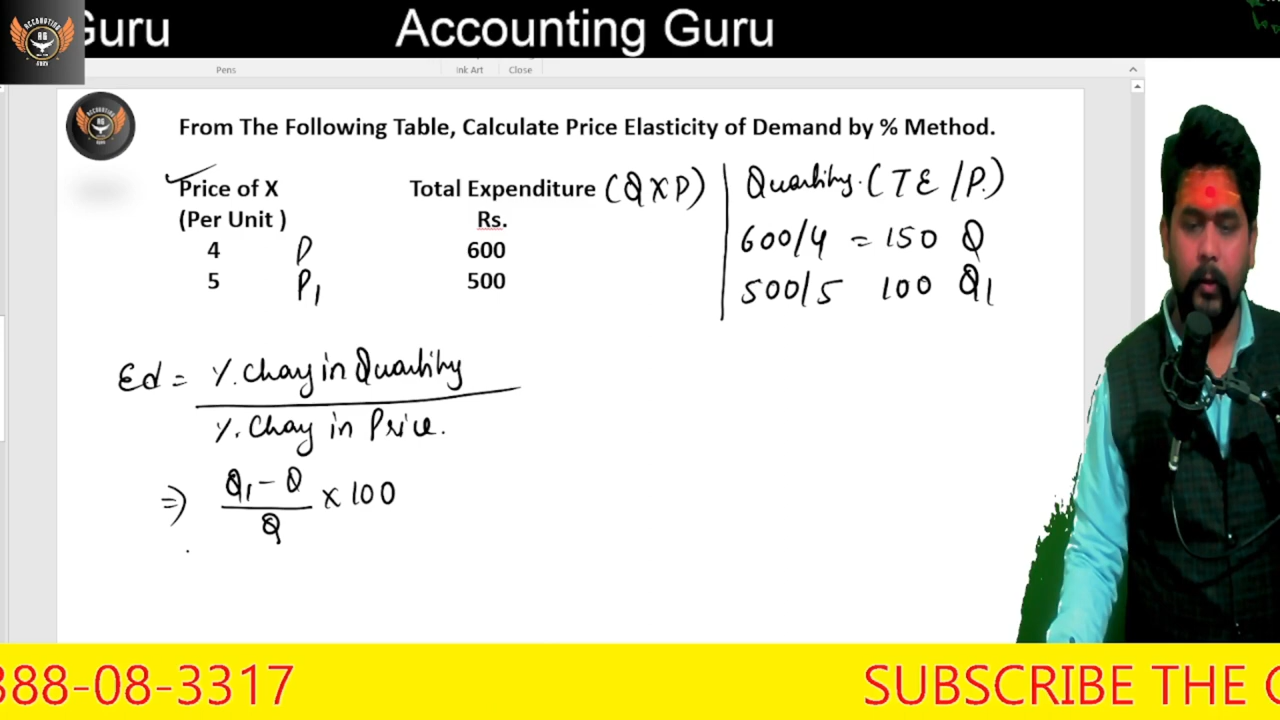 Guru
Accounting Guru
Pens
Ink Art
Close
From The Following Table, Calculate Price Elasticity of Demand by % Method.
Price of X
(Per Unit )
Total Expenditure (Q X P)
Rs.
Quantity. (TE/P.)
4 P 600
600/4 = 150 Q
5 P1 500
500/5 100 Q1
Ed = %. Chang in Quantity
%. Chang in Price.
⇒ Q1 - Q
Q
x 100
888-08-3317
SUBSCRIBE THE